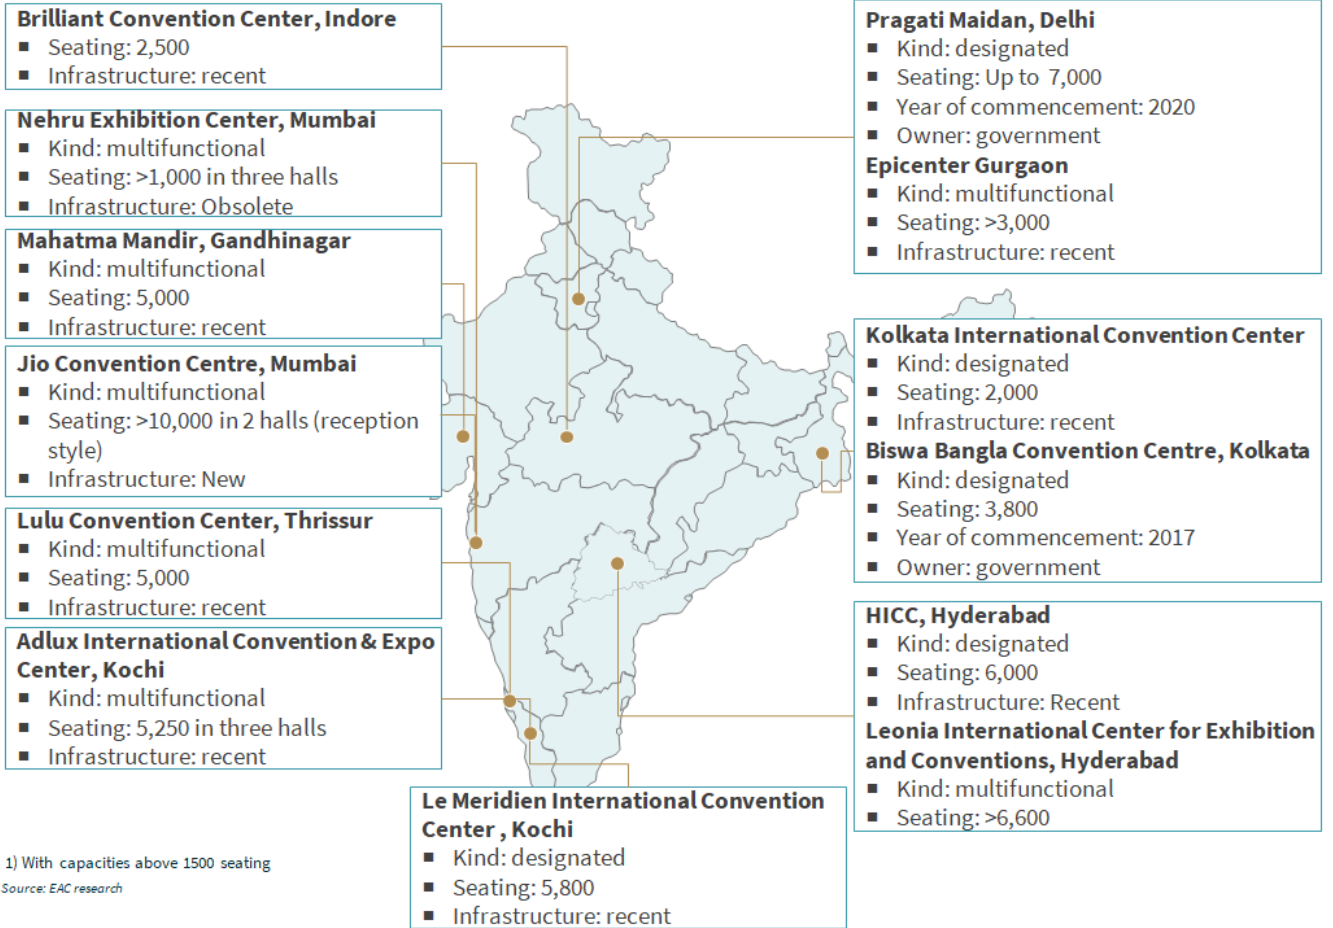 Brilliant Convention Center, Indore
▪ Seating: 2,500
▪ Infrastructure: recent
Nehru Exhibition Center, Mumbai
▪ Kind: multifunctional
▪ Seating: >1,000 in three halls
▪ Infrastructure: Obsolete
Mahatma Mandir, Gandhinagar
▪ Kind: multifunctional
▪ Seating: 5,000
▪ Infrastructure: recent
Jio Convention Centre, Mumbai
▪ Kind: multifunctional
▪ Seating: >10,000 in 2 halls (reception
style)
▪ Infrastructure: New
Lulu Convention Center, Thrissur
▪ Kind: multifunctional
▪ Seating: 5,000
▪ Infrastructure: recent
Adlux International Convention & Expo
Center, Kochi
▪ Kind: multifunctional
▪ Seating: 5,250 in three halls
▪ Infrastructure: recent
Pragati Maidan, Delhi
▪ Kind: designated
▪ Seating: Up to 7,000
▪ Year of commencement: 2020
▪ Owner: government
Epicenter Gurgaon
▪ Kind: multifunctional
▪ Seating: >3,000
▪ Infrastructure: recent
Kolkata International Convention Center
▪ Kind: designated
▪ Seating: 2,000
▪ Infrastructure: recent
Biswa Bangla Convention Centre, Kolkata
▪ Kind: designated
▪ Seating: 3,800
▪ Year of commencement: 2017
▪ Owner: government
HICC, Hyderabad
▪ Kind: designated
▪ Seating: 6,000
▪ Infrastructure: Recent
Leonia International Center for Exhibition
and Conventions, Hyderabad
▪ Kind: multifunctional
▪ Seating: >6,600
Le Meridien International Convention
Center , Kochi
▪ Kind: designated
▪ Seating: 5,800
▪ Infrastructure: recent
1) With capacities above 1500 seating
Source: EAC research